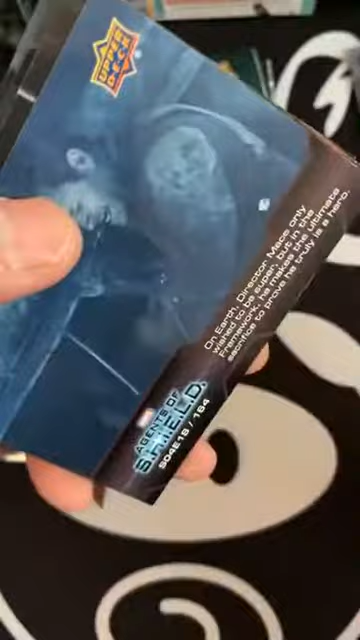 UPPER
DECK
On Earth, Director Mace only
wished to be super, but in the
Framework, he makes the ultimate
sacrifice to prove he truly is a hero.
AGENTS OF
S.H.I.E.L.D.
S04E18 / 184